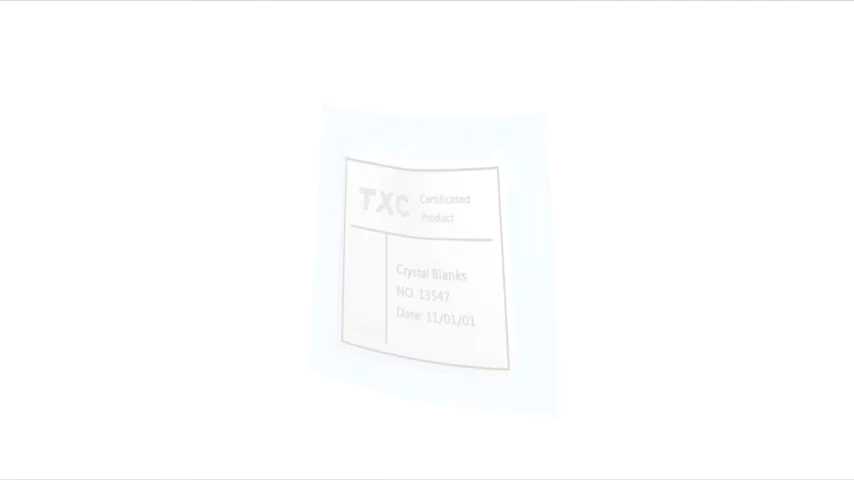 TXC Certificated
Product
Crystal Blanks
NO. 13547
Date: 11/01/01